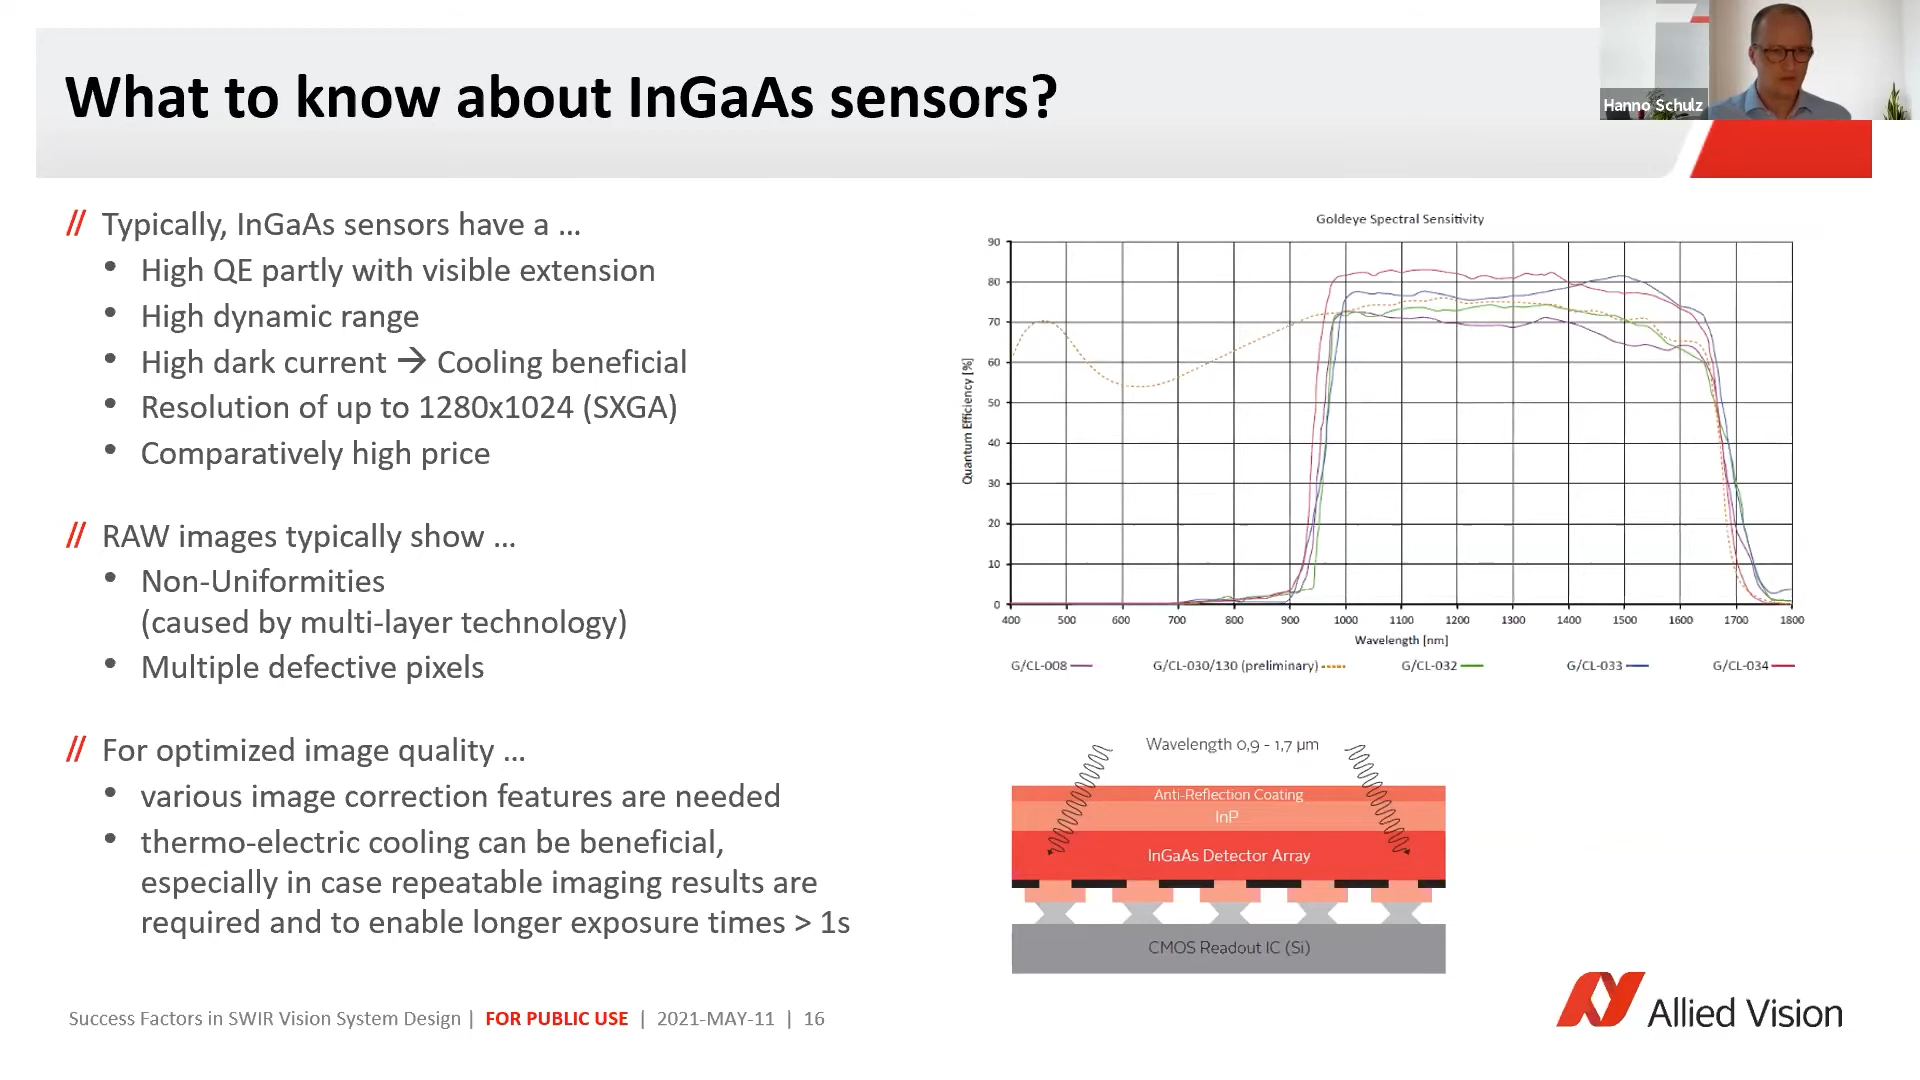 What to know about InGaAs sensors?
Hanno Schulz
// Typically, InGaAs sensors have a ...
• High QE partly with visible extension
• High dynamic range
• High dark current → Cooling beneficial
• Resolution of up to 1280x1024 (SXGA)
• Comparatively high price
// RAW images typically show ...
• Non-Uniformities
(caused by multi-layer technology)
• Multiple defective pixels
// For optimized image quality ...
• various image correction features are needed
• thermo-electric cooling can be beneficial,
especially in case repeatable imaging results are
required and to enable longer exposure times > 1s
Goldeye Spectral Sensitivity
Quantum Efficiency [%]
90
80
70
60
50
40
30
20
10
0
400 500 600 700 800 900 1000 1100 1200 1300 1400 1500 1600 1700 1800
Wavelength [nm]
G/CL-008 G/CL-030/130 (preliminary) G/CL-032 G/CL-033 G/CL-034
Wavelength 0,9 - 1,7 µm
Anti-Reflection Coating
InP
InGaAs Detector Array
CMOS Readout IC (Si)
Success Factors in SWIR Vision System Design | FOR PUBLIC USE | 2021-MAY-11 | 16
Allied Vision